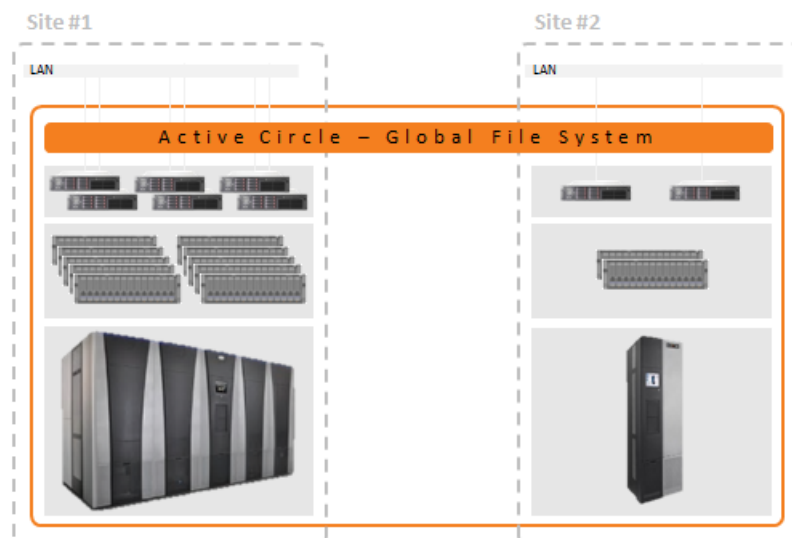 Site #1
Site #2
LAN
LAN
Active Circle – Global File System